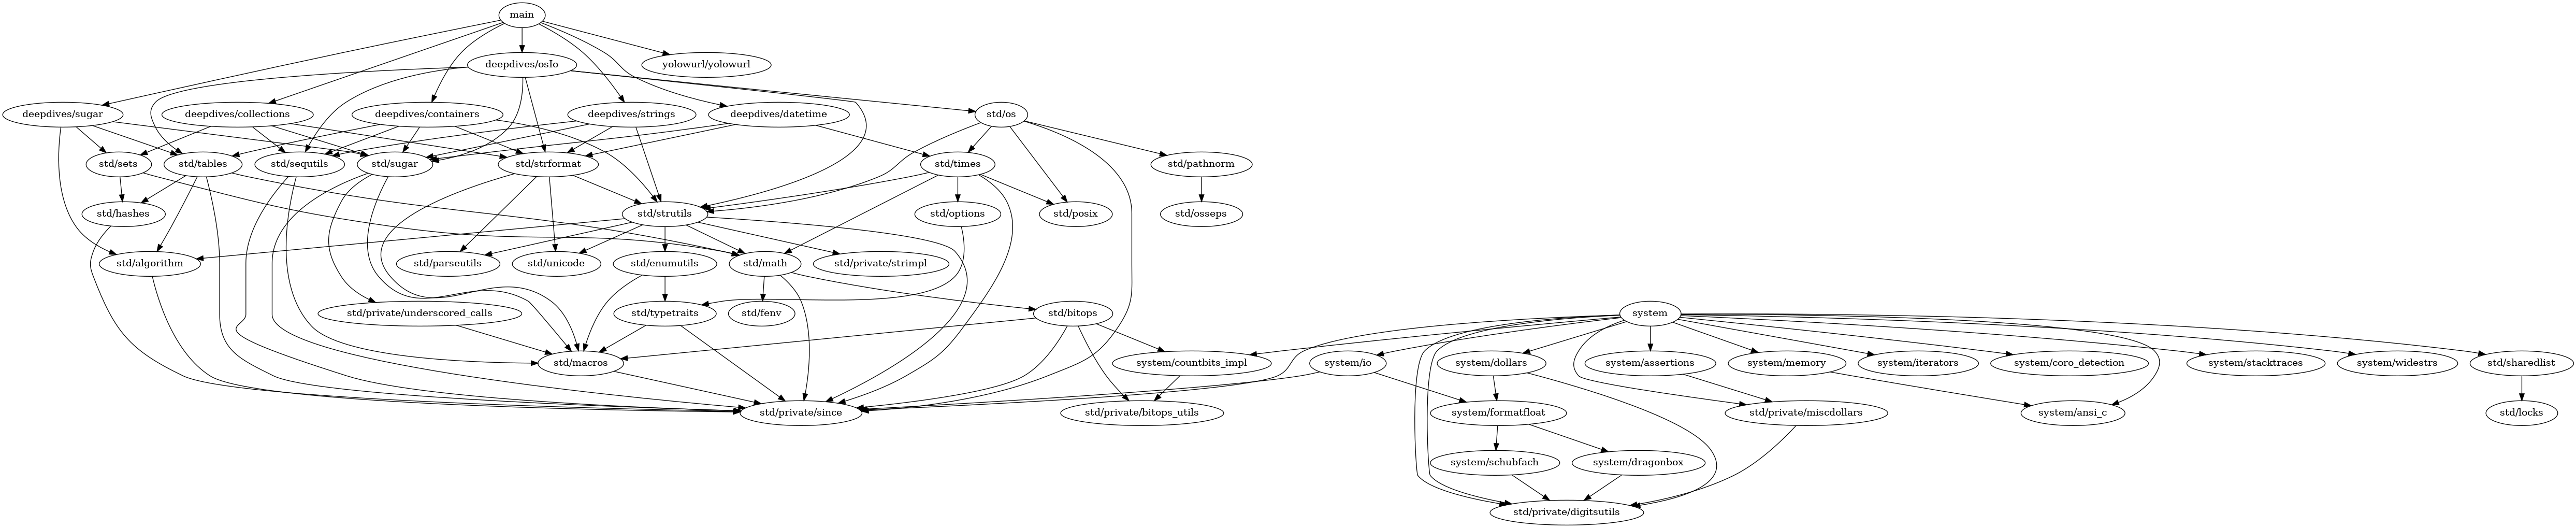 main
deepdives/osIo
yolowurl/yolowurl
deepdives/sugar
deepdives/collections
deepdives/containers
deepdives/strings
deepdives/datetime
std/os
std/sets
std/tables
std/sequtils
std/sugar
std/strformat
std/times
std/pathnorm
std/hashes
std/strutils
std/options
std/posix
std/osseps
std/algorithm
std/parseutils
std/unicode
std/enumutils
std/math
std/private/strimpl
std/private/underscored_calls
std/typetraits
std/fenv
std/bitops
system
std/macros
system/countbits_impl
system/io
system/dollars
system/assertions
system/memory
system/iterators
system/coro_detection
system/stacktraces
system/widestrs
std/sharedlist
std/private/since
std/private/bitops_utils
system/formatfloat
std/private/miscdollars
system/ansi_c
std/locks
system/schubfach
system/dragonbox
std/private/digitsutils